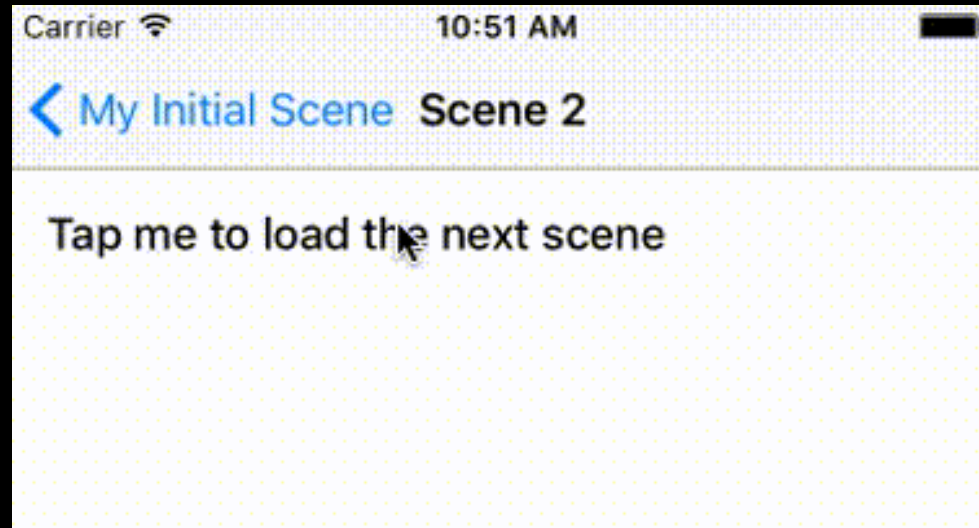 Carrier 10:51 AM
My Initial Scene Scene 2
Tap me to load the next scene